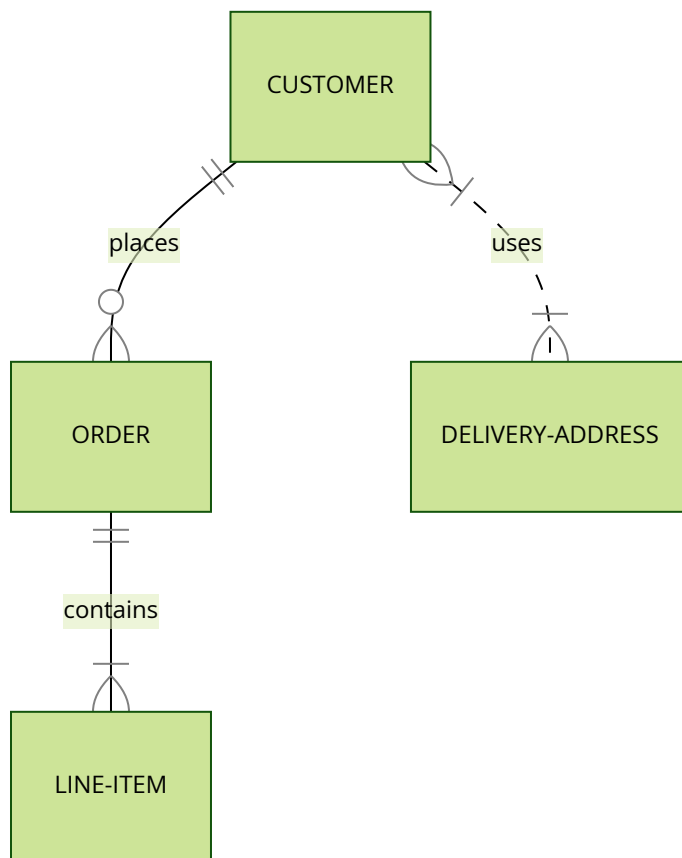 CUSTOMER
places
uses
ORDER
DELIVERY-ADDRESS
contains
LINE-ITEM